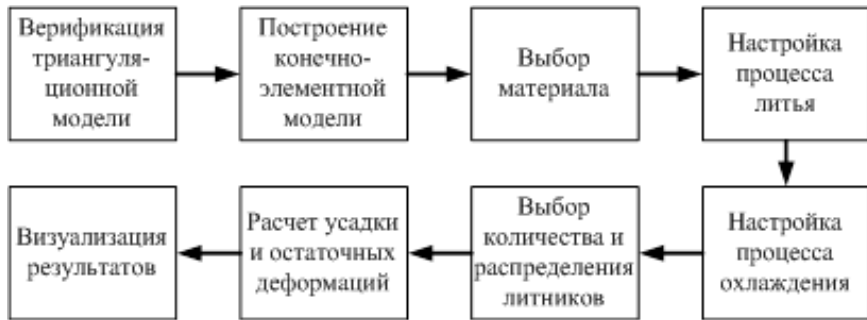 Верификация
триангуля-
ционной
модели
Построение
конечно-
элементной
модели
Выбор
материала
Настройка
процесса
литья
Настройка
процесса
охлаждения
Выбор
количества и
распределения
литников
Расчет усадки
и остаточных
деформаций
Визуализация
результатов